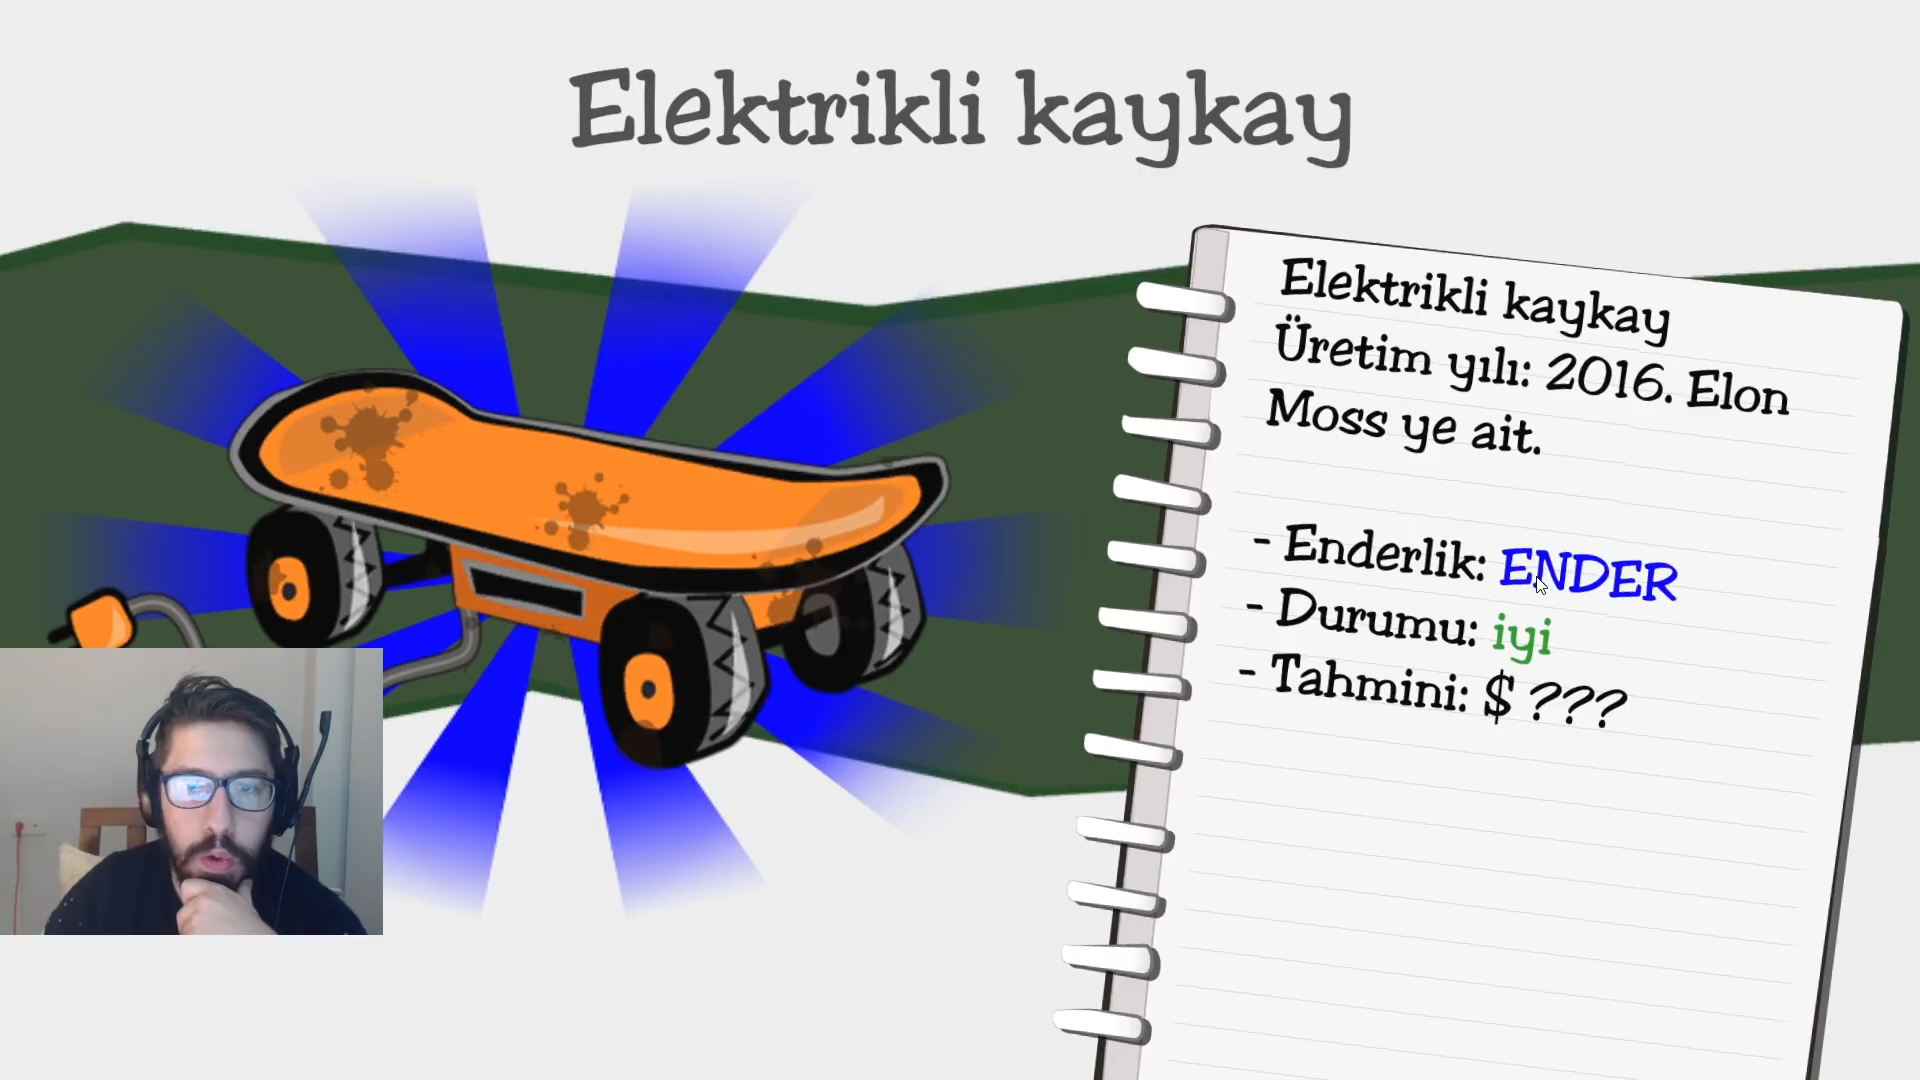 Elektrikli kaykay
Elektrikli kaykay
Üretim yılı: 2016. Elon
Moss ye ait.
- Enderlik: ENDER
- Durumu: iyi
- Tahmini: $ ???